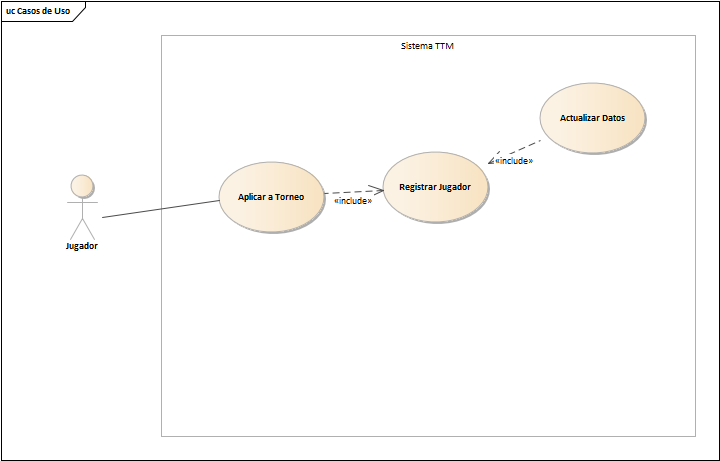 uc Casos de Uso
Sistema TTM
Actualizar Datos
«include»
Registrar Jugador
Aplicar a Torneo
«include»
Jugador